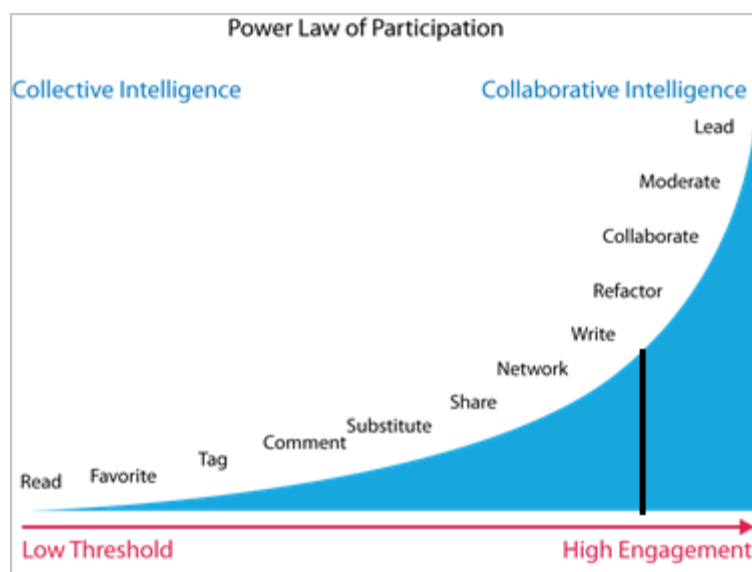 Power Law of Participation
Collective Intelligence
Collaborative Intelligence
Lead
Moderate
Collaborate
Refactor
Write
Network
Share
Substitute
Comment
Tag
Favorite
Read
Low Threshold
High Engagement